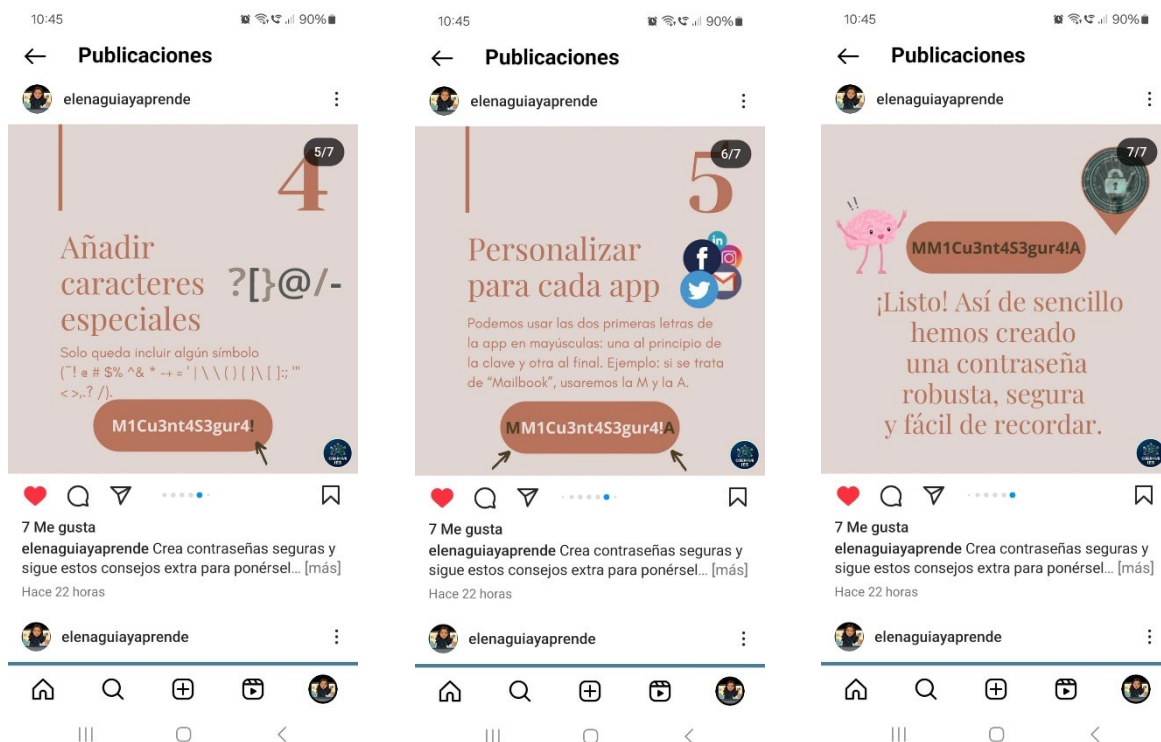 10:45
90%
Publicaciones
elenaguiayaprende
5/7
4
Añadir
caracteres
especiales
?[}@/-
Solo queda incluir algún símbolo
(¨! @ # $% ^& * -+ = ' | \ \ ( ) { }\ [ ]:; '"
< >,.? /).
M1Cu3nt4S3gur4!
7 Me gusta
elenaguiayaprende Crea contraseñas seguras y
sigue estos consejos extra para ponérsel... [más]
Hace 22 horas
elenaguiayaprende
10:45
90%
Publicaciones
elenaguiayaprende
6/7
5
Personalizar
para cada app
in
f
Podemos usar las dos primeras letras de
la app en mayúsculas: una al principio de
la clave y otra al final. Ejemplo: si se trata
de “Mailbook”, usaremos la M y la A.
MM1Cu3nt4S3gur4!A
7 Me gusta
elenaguiayaprende Crea contraseñas seguras y
sigue estos consejos extra para ponérsel... [más]
Hace 22 horas
elenaguiayaprende
10:45
90%
Publicaciones
elenaguiayaprende
7/7
MM1Cu3nt4S3gur4!A
¡Listo! Así de sencillo
hemos creado
una contraseña
robusta, segura
y fácil de recordar.
7 Me gusta
elenaguiayaprende Crea contraseñas seguras y
sigue estos consejos extra para ponérsel... [más]
Hace 22 horas
elenaguiayaprende